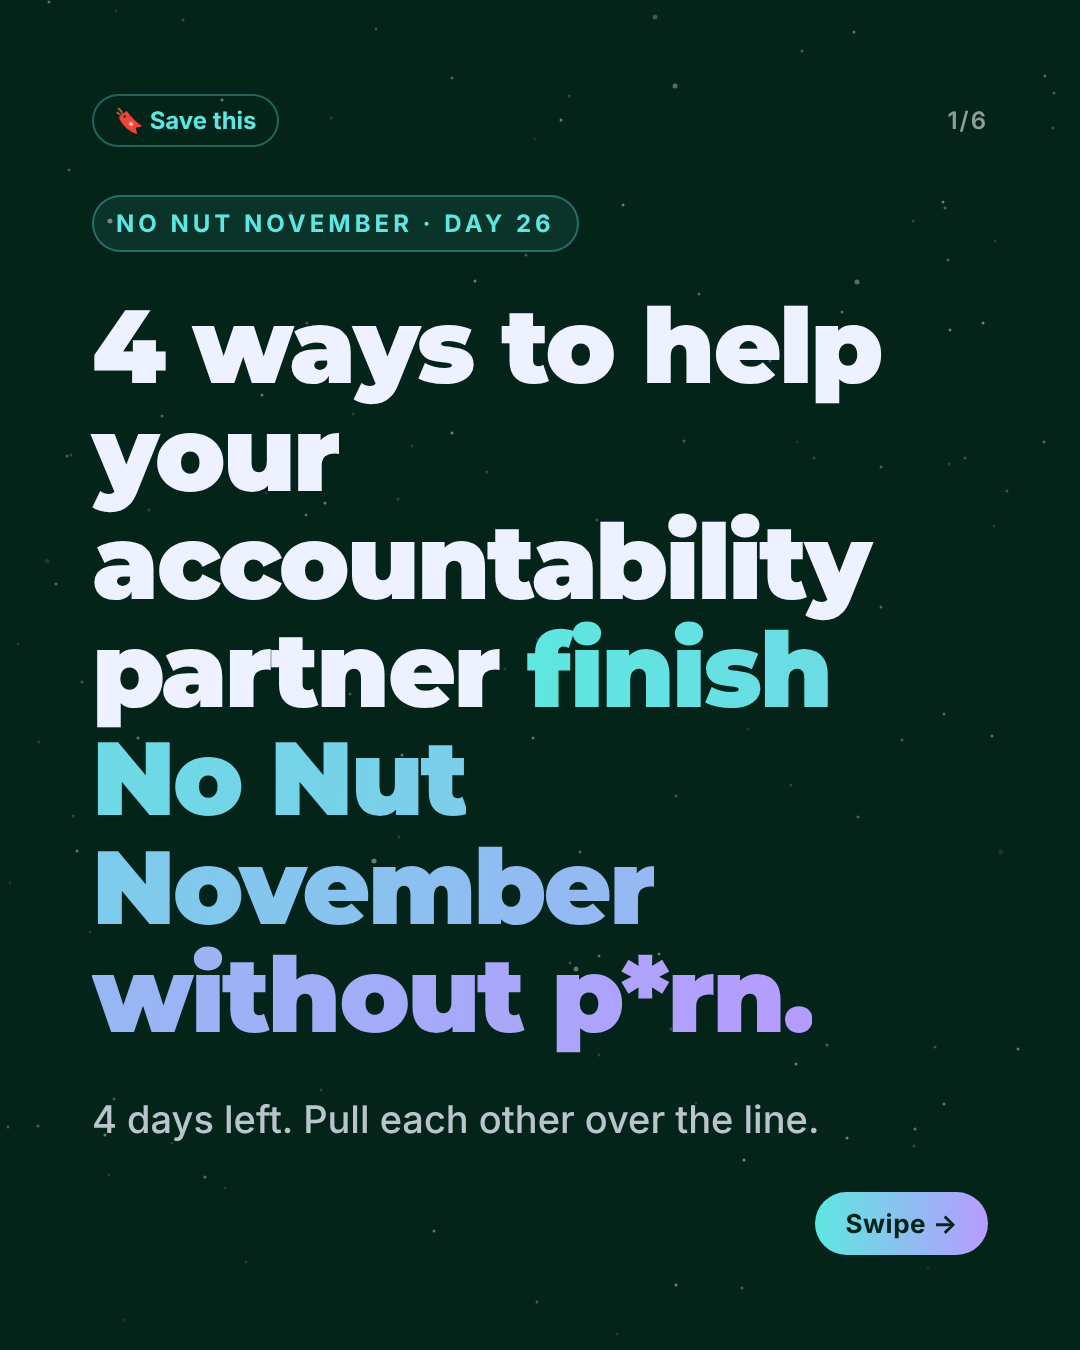 🔖 Save this
1/6
NO NUT NOVEMBER · DAY 26
4 ways to help
your
accountability
partner finish
No Nut
November
without p*rn.
4 days left. Pull each other over the line.
Swipe →